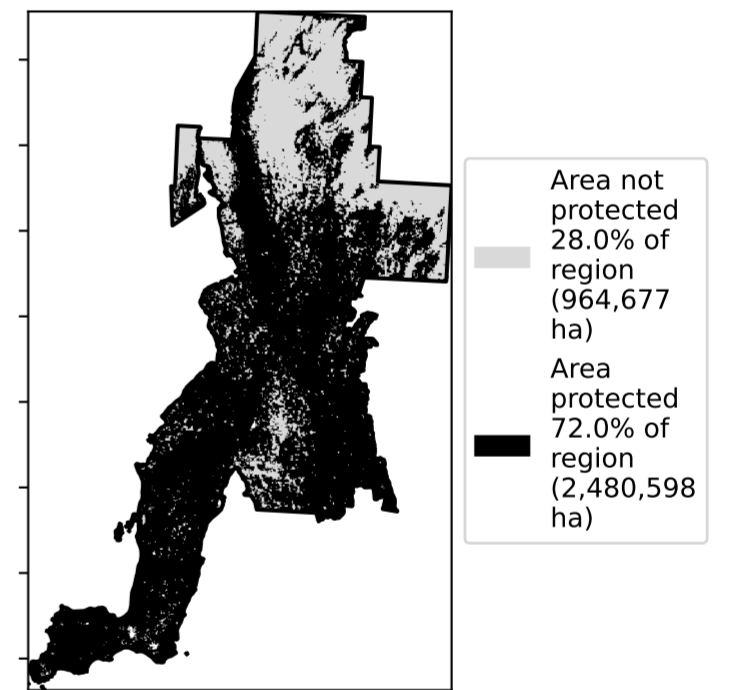 Area not
protected
28.0% of
region
(964,677
ha)
Area
protected
72.0% of
region
(2,480,598
ha)